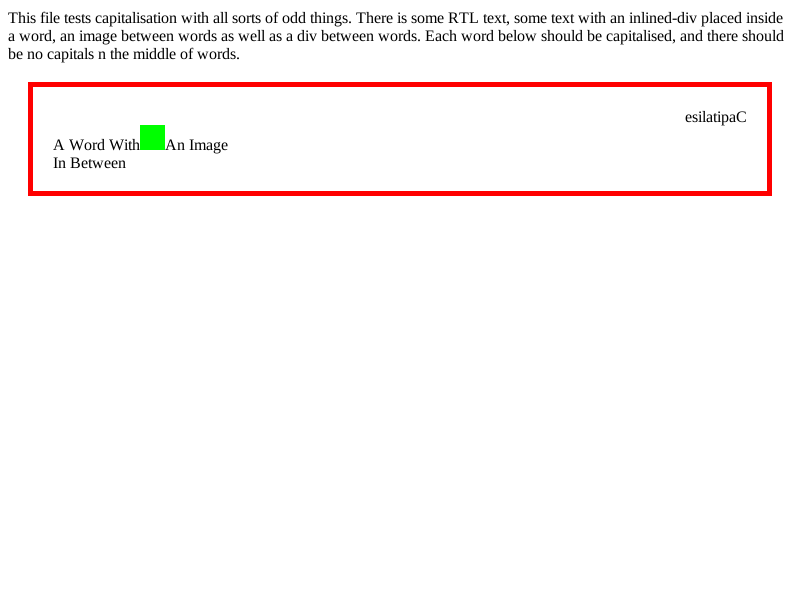 This file tests capitalisation with all sorts of odd things. There is some RTL text, some text with an inlined-div placed inside
a word, an image between words as well as a div between words. Each word below should be capitalised, and there should
be no capitals n the middle of words.
esilatipaC
A Word With An Image
In Between